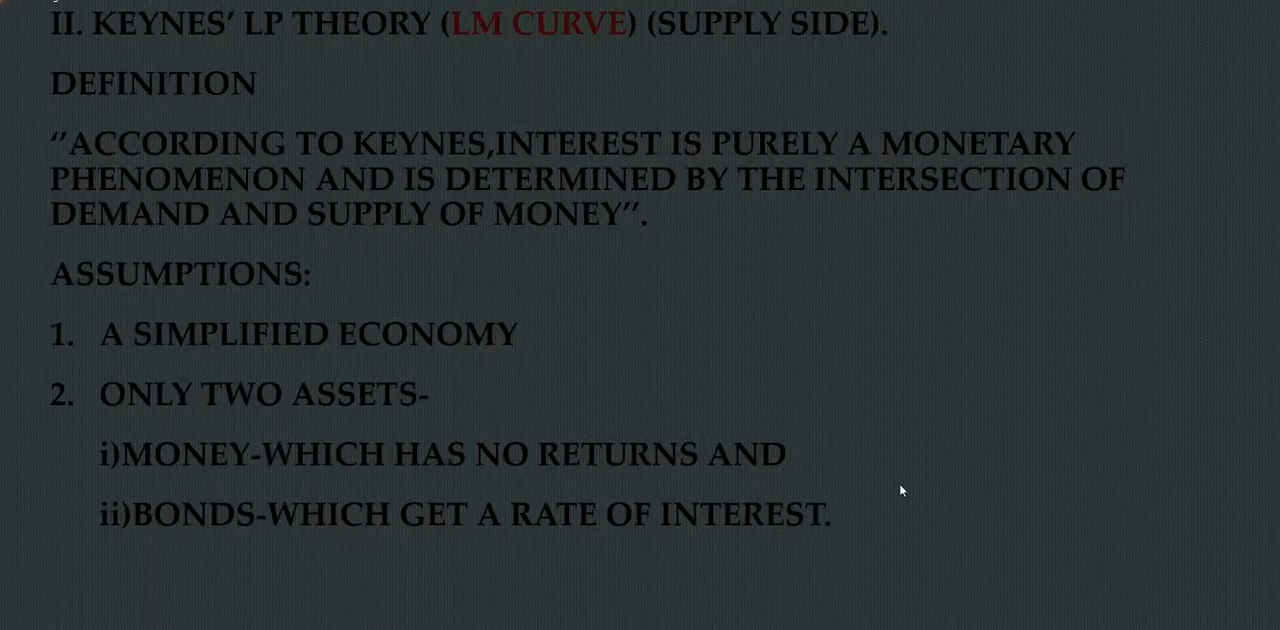 II. KEYNES’ LP THEORY (LM CURVE) (SUPPLY SIDE).
DEFINITION
‘’ACCORDING TO KEYNES,INTEREST IS PURELY A MONETARY
PHENOMENON AND IS DETERMINED BY THE INTERSECTION OF
DEMAND AND SUPPLY OF MONEY’’.
ASSUMPTIONS:
1. A SIMPLIFIED ECONOMY
2. ONLY TWO ASSETS-
i)MONEY-WHICH HAS NO RETURNS AND
ii)BONDS-WHICH GET A RATE OF INTEREST.